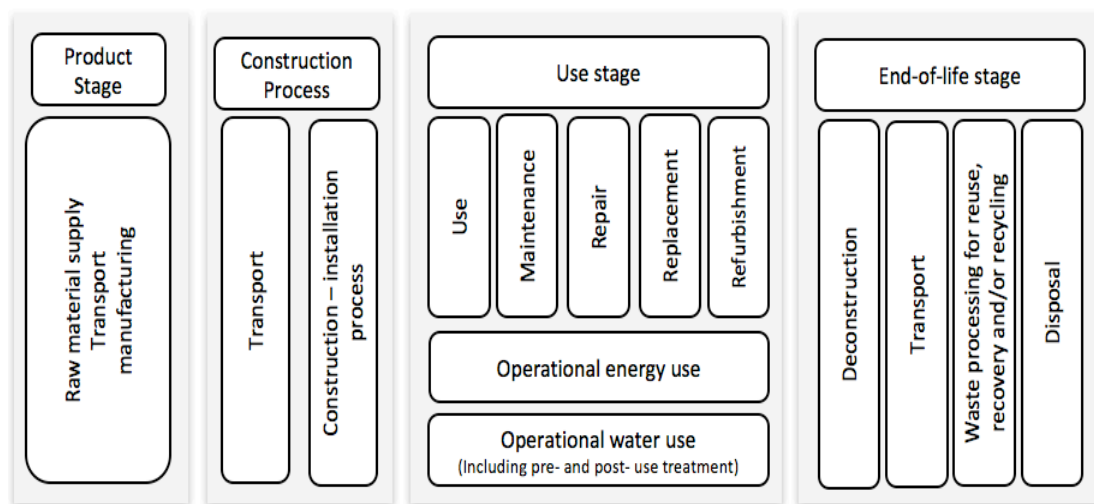 Product
Stage
Raw material supply
Transport
manufacturing
Construction
Process
Transport
Construction – installation
process
Use stage
Use
Maintenance
Repair
Replacement
Refurbishment
Operational energy use
Operational water use
(Including pre- and post- use treatment)
End-of-life stage
Deconstruction
Transport
Waste processing for reuse,
recovery and/or recycling
Disposal